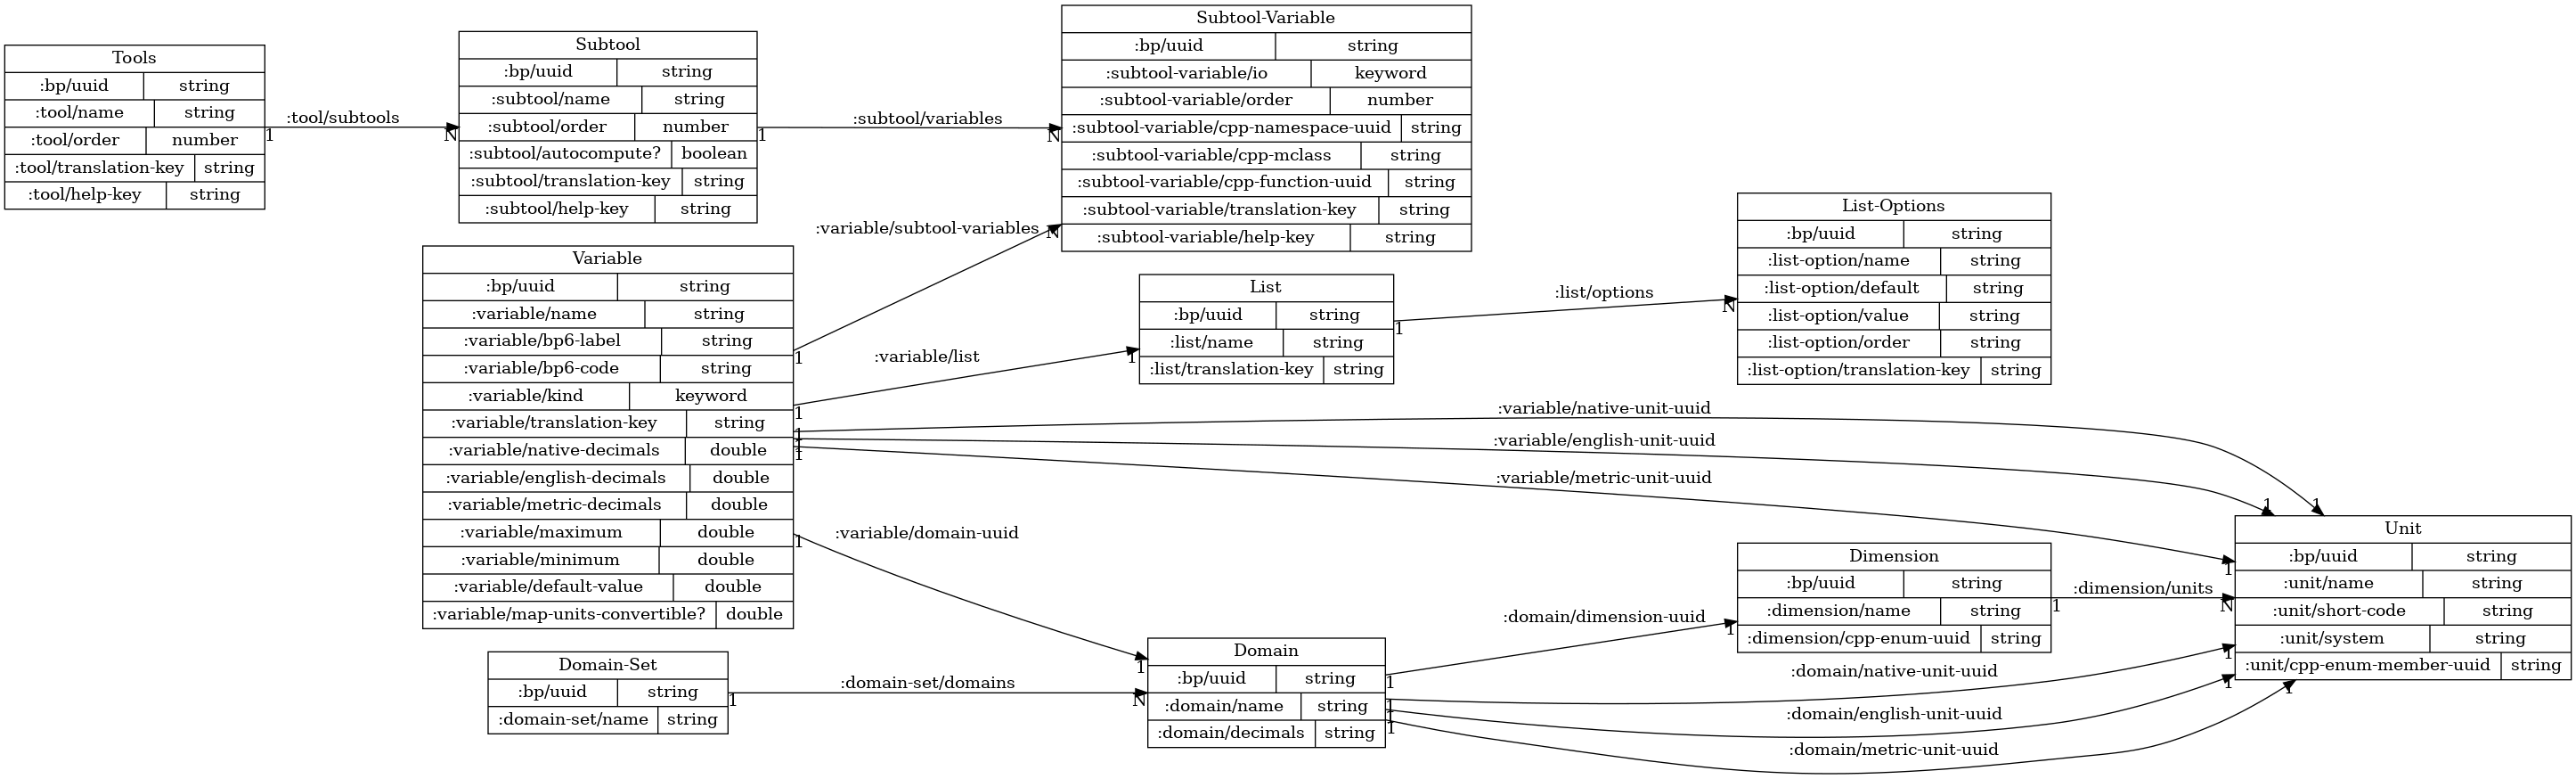 Tools
:bp/uuid string
:tool/name string
:tool/order number
:tool/translation-key string
:tool/help-key string
1 :tool/subtools N
Subtool
:bp/uuid string
:subtool/name string
:subtool/order number
:subtool/autocompute? boolean
:subtool/translation-key string
:subtool/help-key string
1 :subtool/variables N
Subtool-Variable
:bp/uuid string
:subtool-variable/io keyword
:subtool-variable/order number
:subtool-variable/cpp-namespace-uuid string
:subtool-variable/cpp-mclass string
:subtool-variable/cpp-function-uuid string
:subtool-variable/translation-key string
:subtool-variable/help-key string
Variable
:bp/uuid string
:variable/name string
:variable/bp6-label string
:variable/bp6-code string
:variable/kind keyword
:variable/translation-key string
:variable/native-decimals double
:variable/english-decimals double
:variable/metric-decimals double
:variable/maximum double
:variable/minimum double
:variable/default-value double
:variable/map-units-convertible? double
1 :variable/subtool-variables N
1 :variable/list 1
List
:bp/uuid string
:list/name string
:list/translation-key string
1 :list/options N
List-Options
:bp/uuid string
:list-option/name string
:list-option/default string
:list-option/value string
:list-option/order string
:list-option/translation-key string
1 :variable/native-unit-uuid 1
1 :variable/english-unit-uuid 1
1 :variable/metric-unit-uuid 1
1 :variable/domain-uuid 1
Domain-Set
:bp/uuid string
:domain-set/name string
1 :domain-set/domains N
Domain
:bp/uuid string
:domain/name string
:domain/decimals string
1 :domain/dimension-uuid 1
Dimension
:bp/uuid string
:dimension/name string
:dimension/cpp-enum-uuid string
1 :dimension/units N
1 :domain/native-unit-uuid 1
1 :domain/english-unit-uuid 1
1 :domain/metric-unit-uuid 1
Unit
:bp/uuid string
:unit/name string
:unit/short-code string
:unit/system string
:unit/cpp-enum-member-uuid string